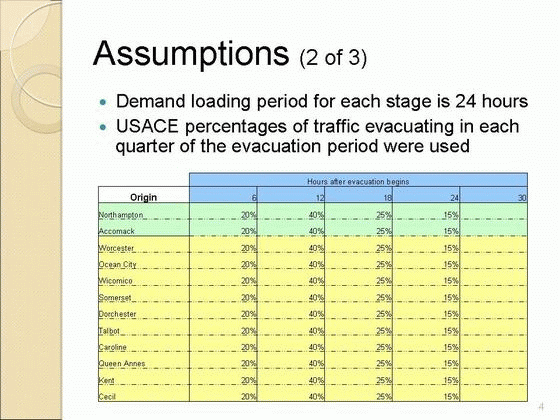 Assumptions (2 of 3)
Demand loading period for each stage is 24 hours
USACE percentages of traffic evacuating in each
quarter of the evacuation period were used
Hours after evacuation begins
Origin 6 12 18 24 30
Northampton 20% 40% 25% 15%
Accomack 20% 40% 25% 15%
Worcester 20% 40% 25% 15%
Ocean City 20% 40% 25% 15%
Wicomico 20% 40% 25% 15%
Somerset 20% 40% 25% 15%
Dorchester 20% 40% 25% 15%
Talbot 20% 40% 25% 15%
Caroline 20% 40% 25% 15%
Queen Annes 20% 40% 25% 15%
Kent 20% 40% 25% 15%
Cecil 20% 40% 25% 15%
4